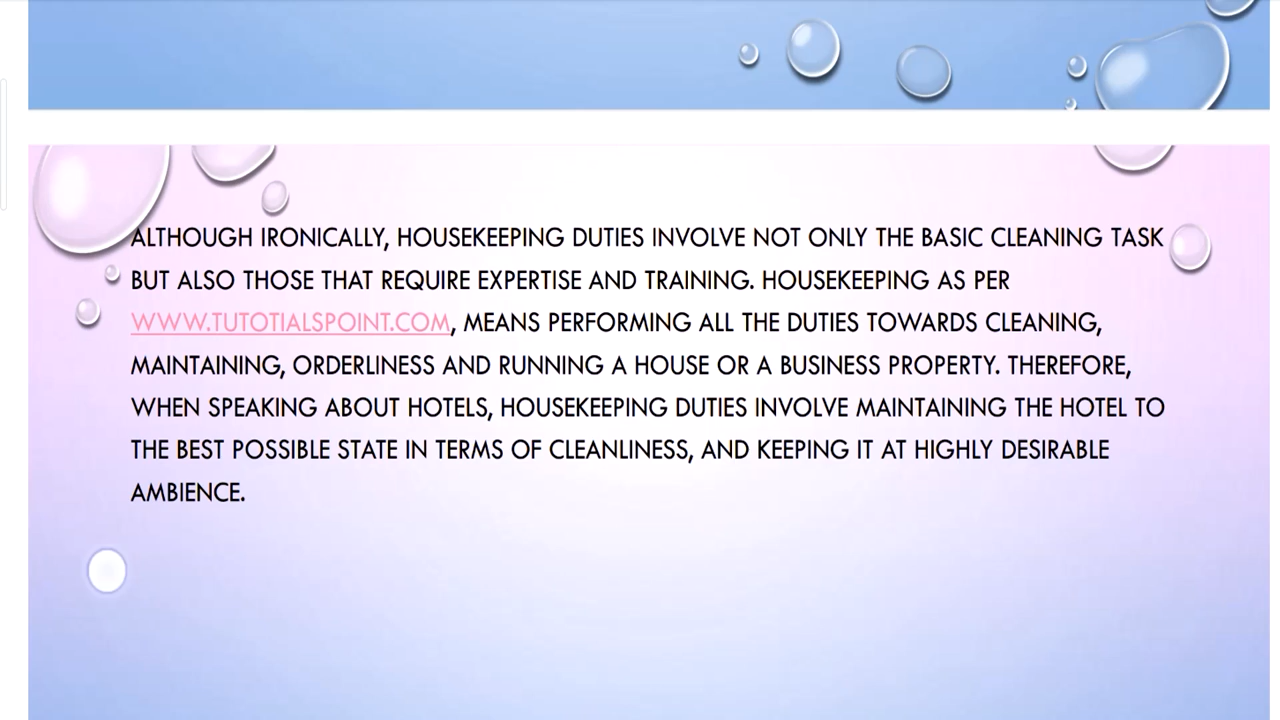 ALTHOUGH IRONICALLY, HOUSEKEEPING DUTIES INVOLVE NOT ONLY THE BASIC CLEANING TASK
BUT ALSO THOSE THAT REQUIRE EXPERTISE AND TRAINING. HOUSEKEEPING AS PER
WWW.TUTOTIALSPOINT.COM, MEANS PERFORMING ALL THE DUTIES TOWARDS CLEANING,
MAINTAINING, ORDERLINESS AND RUNNING A HOUSE OR A BUSINESS PROPERTY. THEREFORE,
WHEN SPEAKING ABOUT HOTELS, HOUSEKEEPING DUTIES INVOLVE MAINTAINING THE HOTEL TO
THE BEST POSSIBLE STATE IN TERMS OF CLEANLINESS, AND KEEPING IT AT HIGHLY DESIRABLE
AMBIENCE.